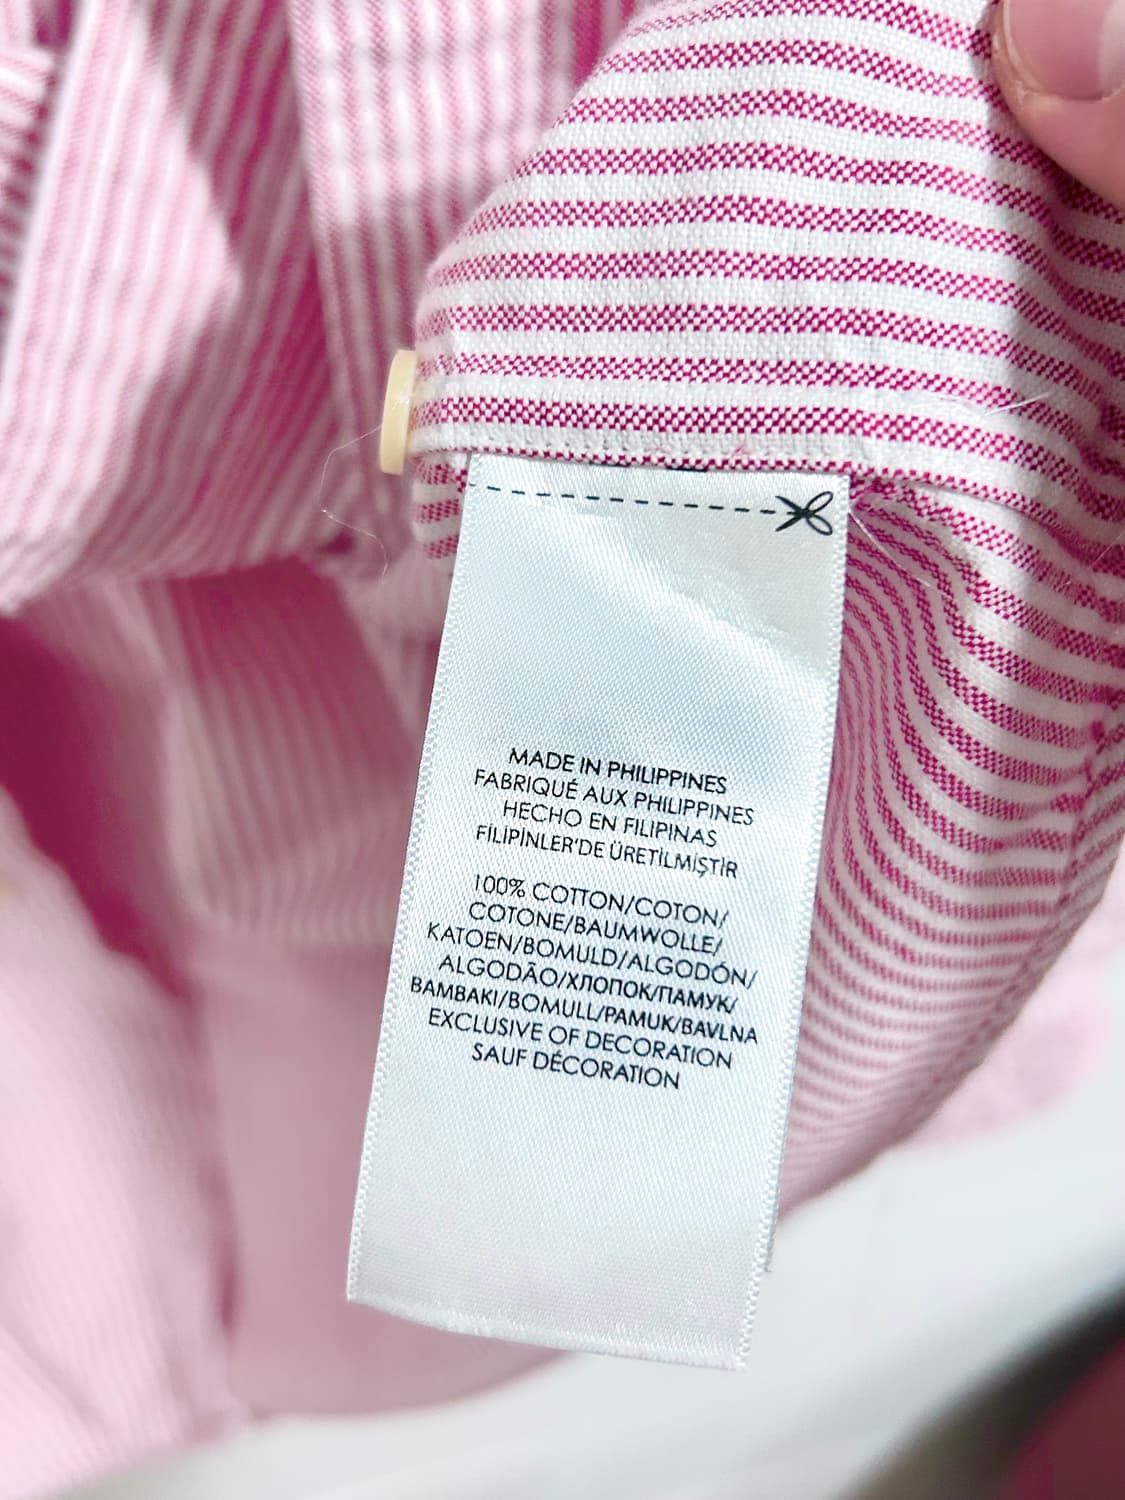 MADE IN PHILIPPINES
FABRIQUÉ AUX PHILIPPINES
HECHO EN FILIPINAS
FİLİPİNLER'DE ÜRETİLMİŞTİR
100% COTTON/COTON/
COTONE/BAUMWOLLE/
KATOEN/BOMULD/ALGODÓN/
ALGODÃO/ХЛОПОК/ПАМУК/
BAMBAKI/BOMULL/PAMUK/BAVLNA
EXCLUSIVE OF DECORATION
SAUF DÉCORATION